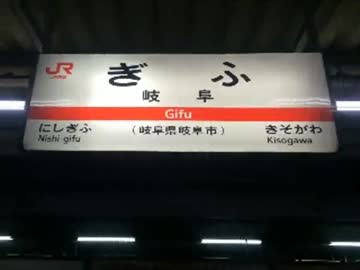 JR
ぎふ
岐阜
Gifu
にしぎふ
Nishi gifu
（岐阜県岐阜市）
きそがわ
Kisogawa